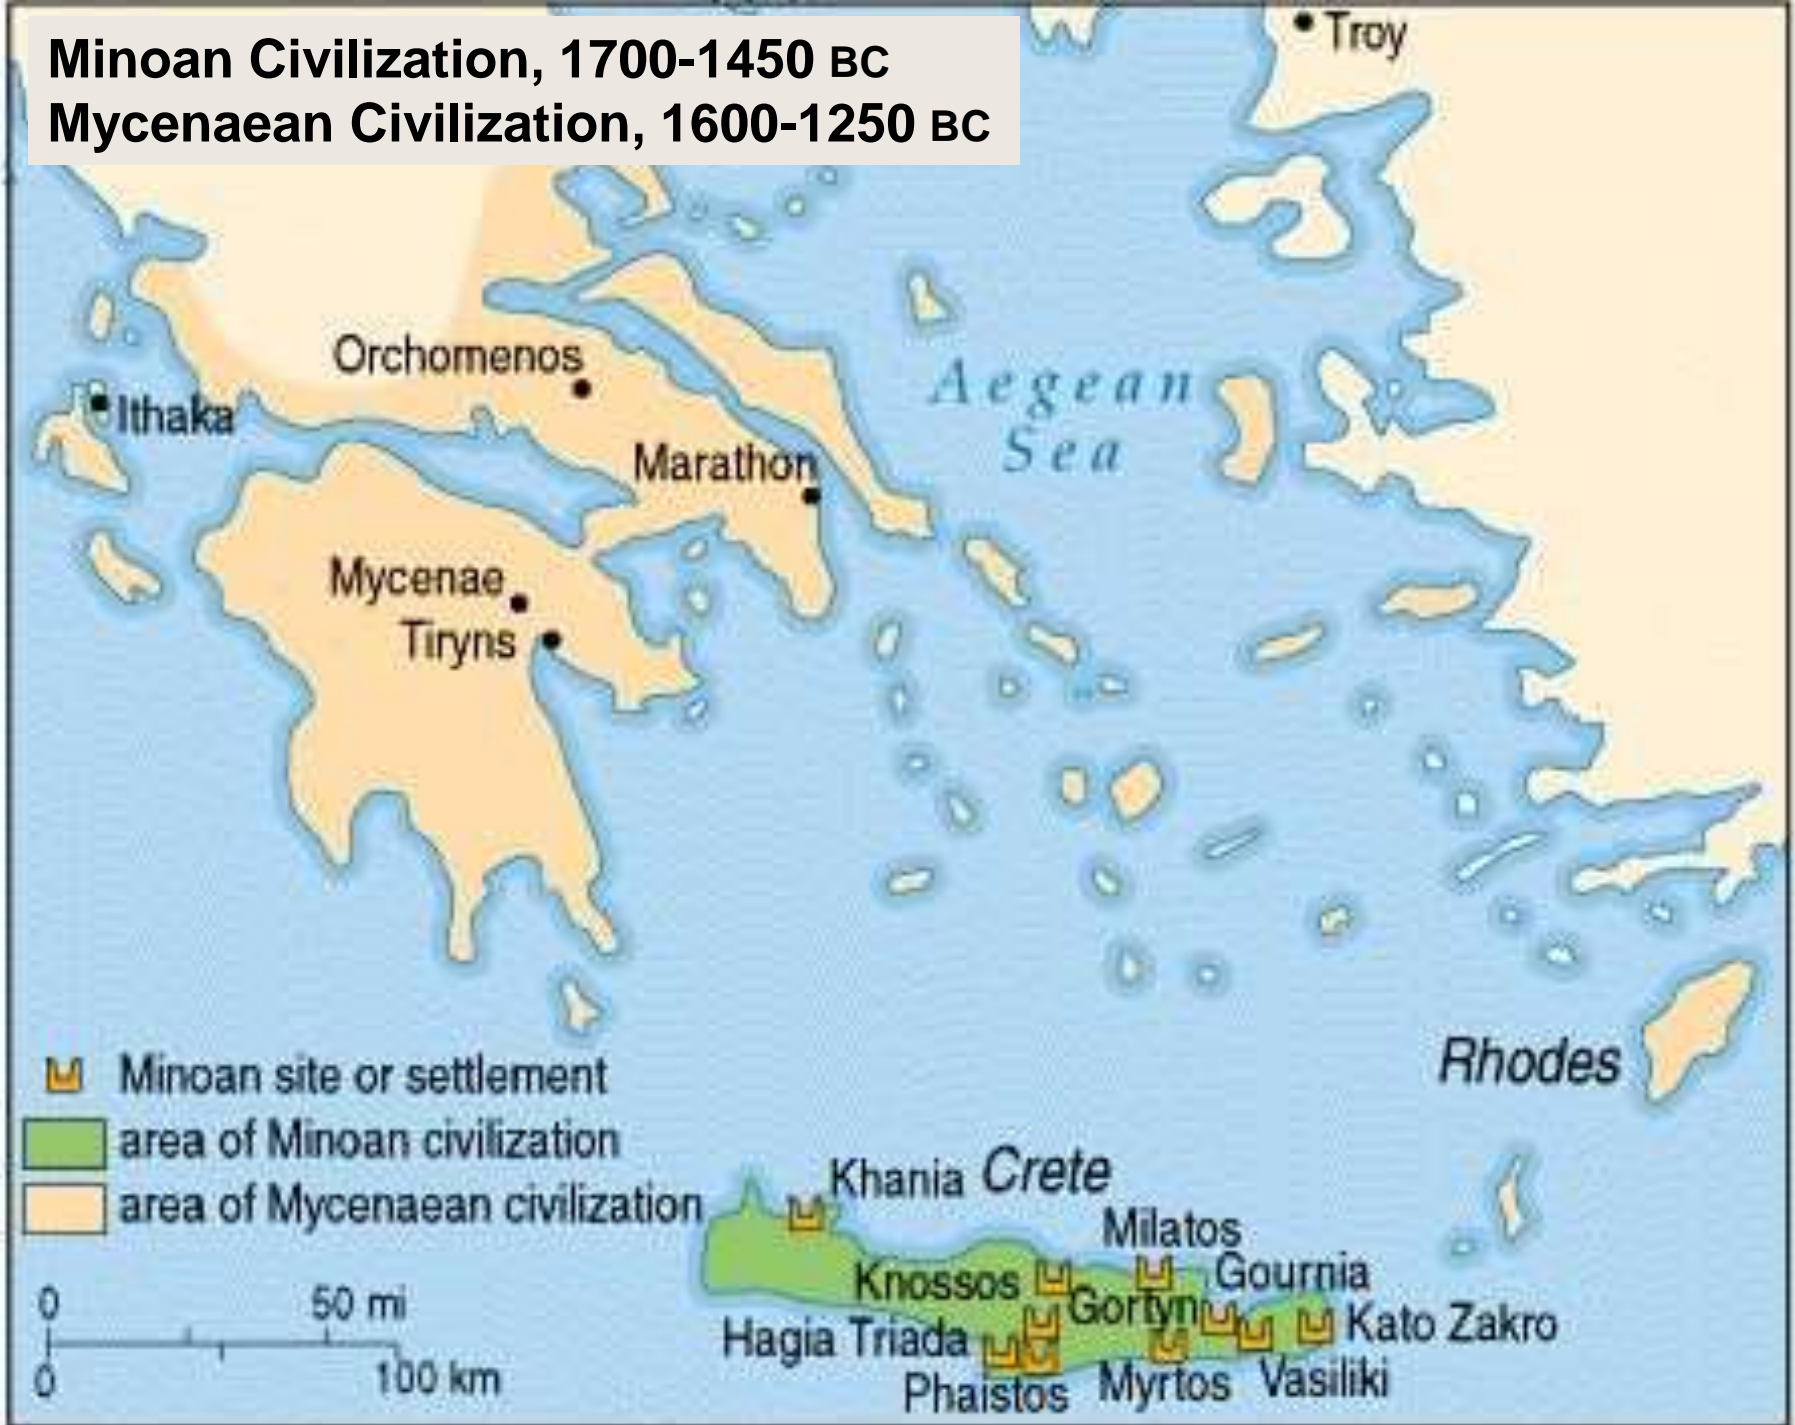 Minoan Civilization, 1700-1450 BC
Mycenaean Civilization, 1600-1250 BC
Troy
Orchomenos
Aegean
Sea
Ithaka
Marathon
Mycenae
Tiryns
Rhodes
Minoan site or settlement
area of Minoan civilization
area of Mycenaean civilization
Khania
Crete
Milatos
Knossos
Gournia
Gortyn
Hagia Triada
Kato Zakro
Phaistos
Myrtos
Vasiliki
0 50 mi
0 100 km